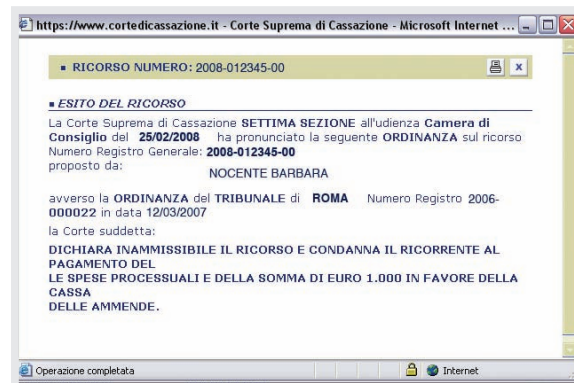 https://www.cortedicassazione.it - Corte Suprema di Cassazione - Microsoft Internet ...
RICORSO NUMERO: 2008-012345-00
ESITO DEL RICORSO
La Corte Suprema di Cassazione SETTIMA SEZIONE all'udienza Camera di
Consiglio del 25/02/2008 ha pronunciato la seguente ORDINANZA sul ricorso
Numero Registro Generale: 2008-012345-00
proposto da:
NOCENTE BARBARA
avverso la ORDINANZA del TRIBUNALE di ROMA Numero Registro 2006-
000022 in data 12/03/2007
la Corte suddetta:
DICHIARA INAMMISSIBILE IL RICORSO E CONDANNA IL RICORRENTE AL
PAGAMENTO DEL
LE SPESE PROCESSUALI E DELLA SOMMA DI EURO 1.000 IN FAVORE DELLA
CASSA
DELLE AMMENDE.
Operazione completata Internet